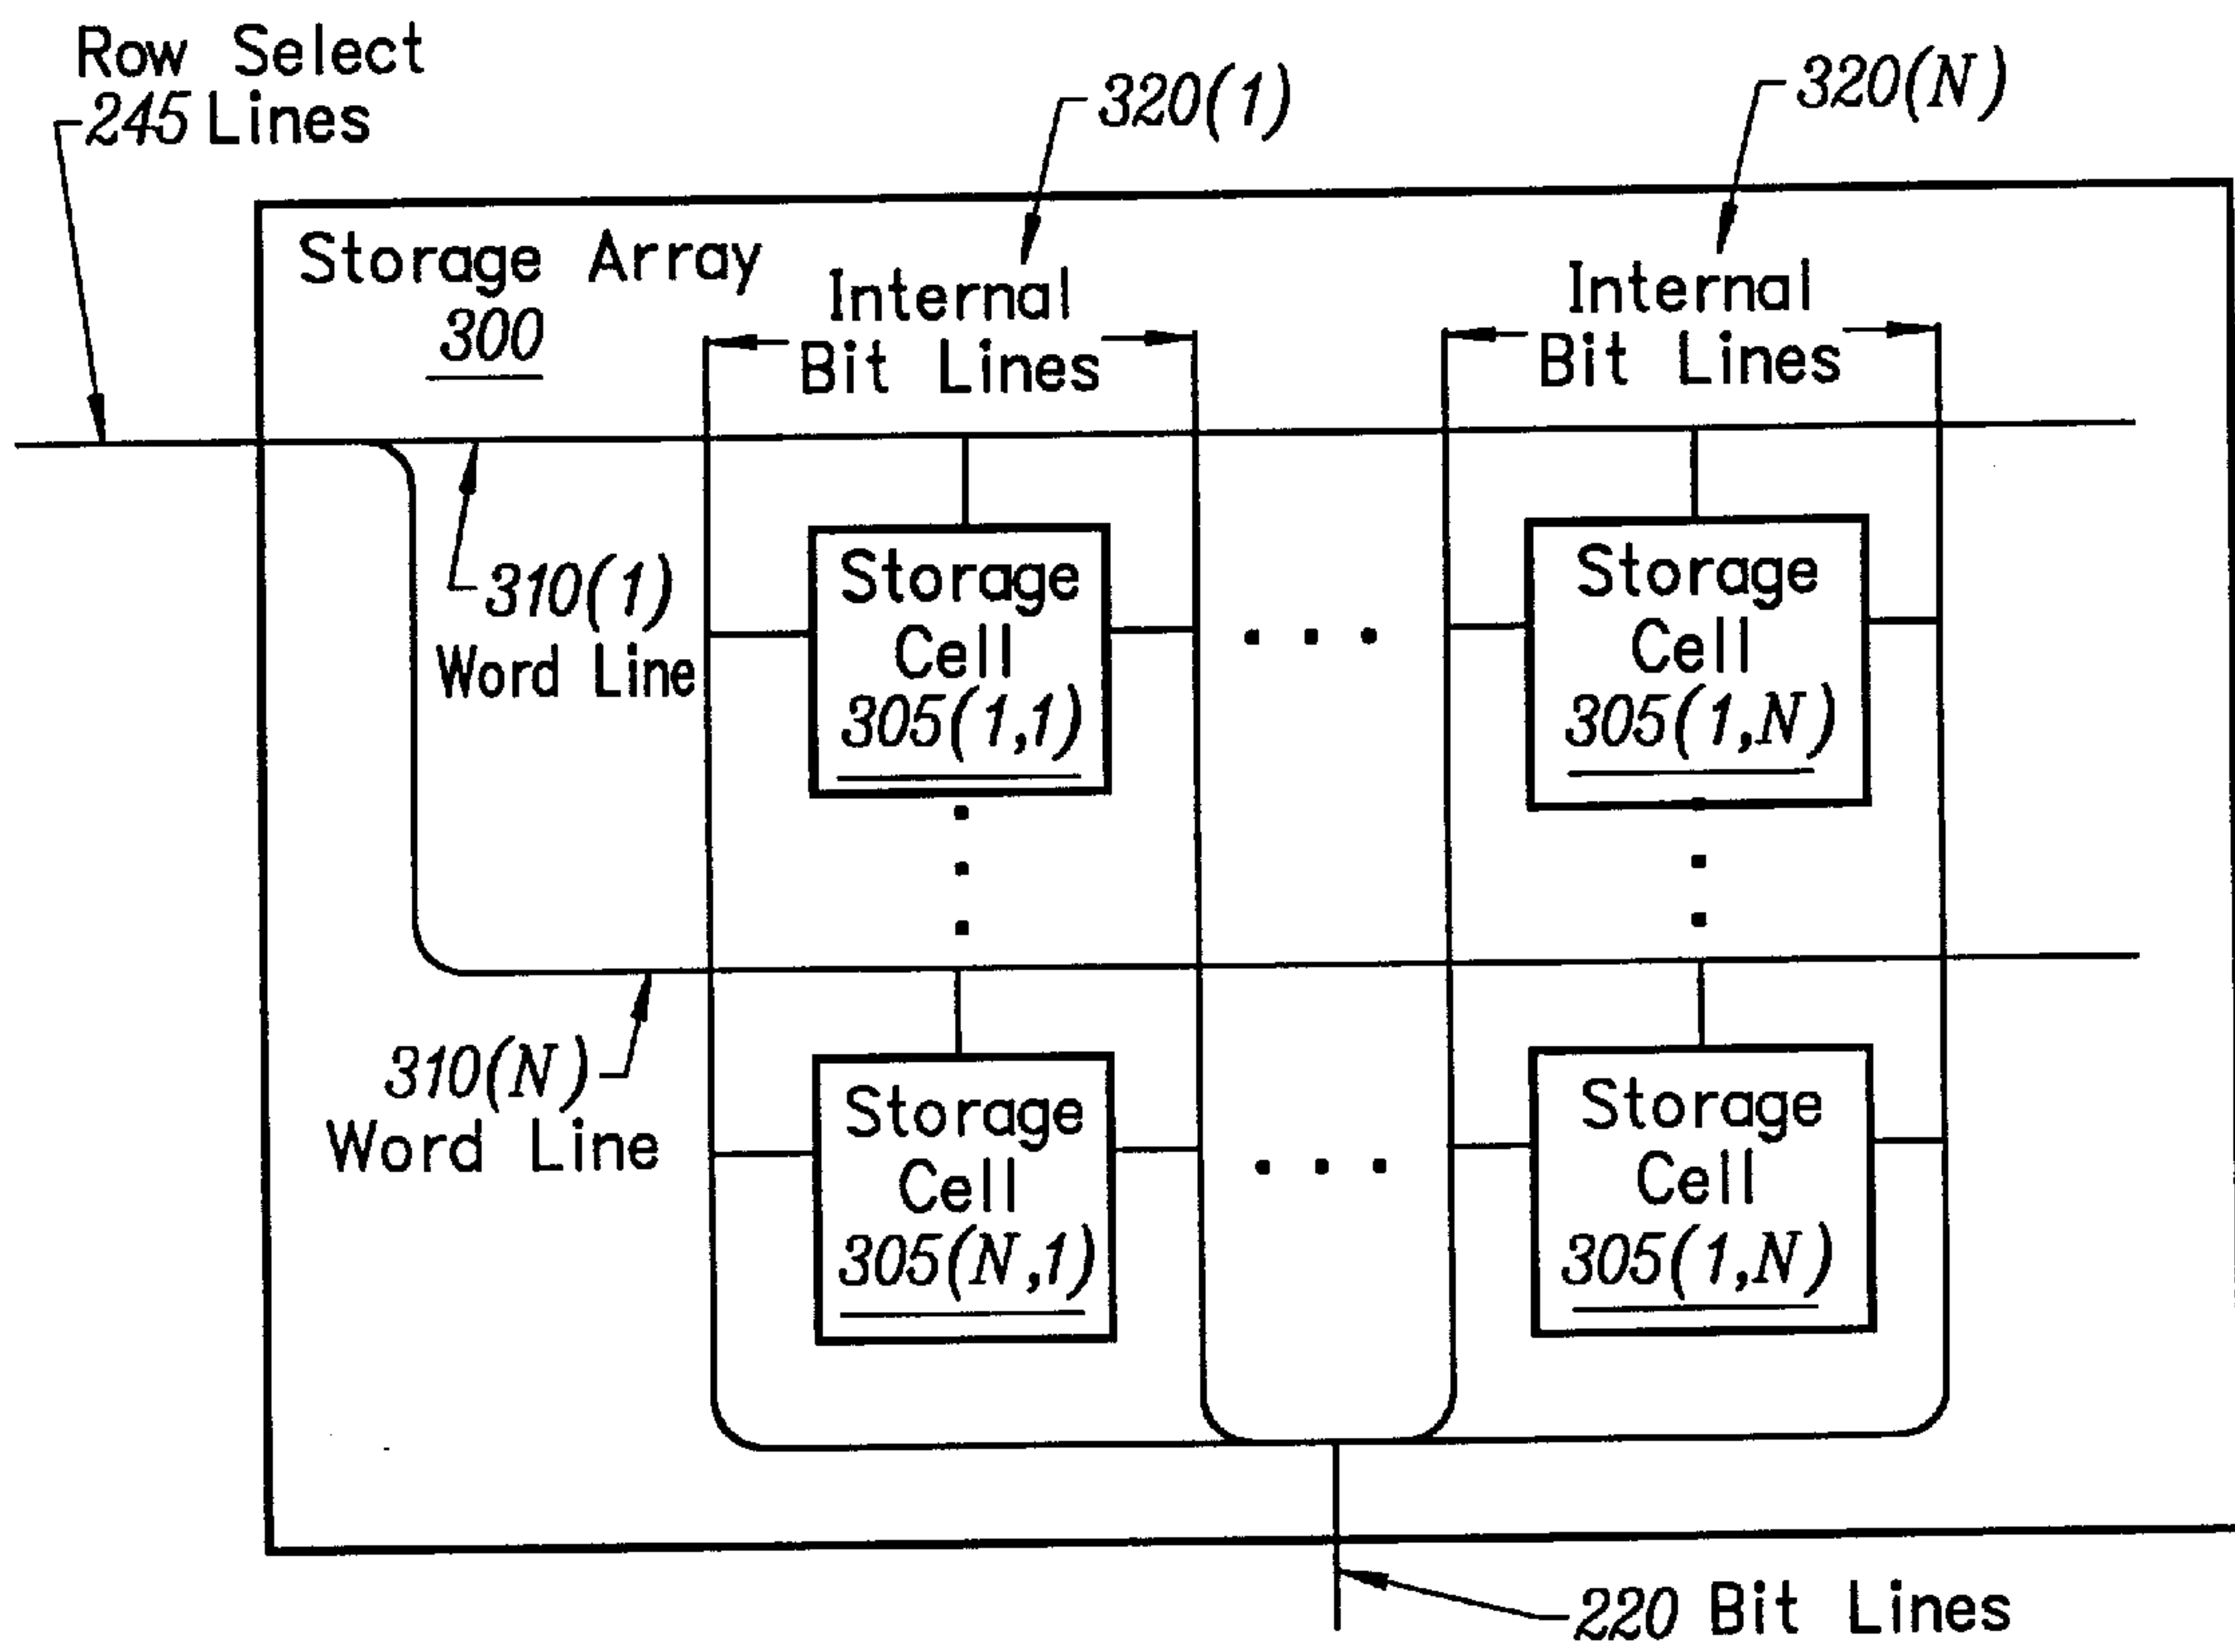 Row Select
245 Lines
320(1)
320(N)
Storage Array
300
Internal
Bit Lines
Internal
Bit Lines
310(1)
Word Line
Storage
Cell
305(1,1)
. . .
Storage
Cell
305(1,N)
310(N)
Word Line
Storage
Cell
305(N,1)
. . .
Storage
Cell
305(1,N)
220 Bit Lines